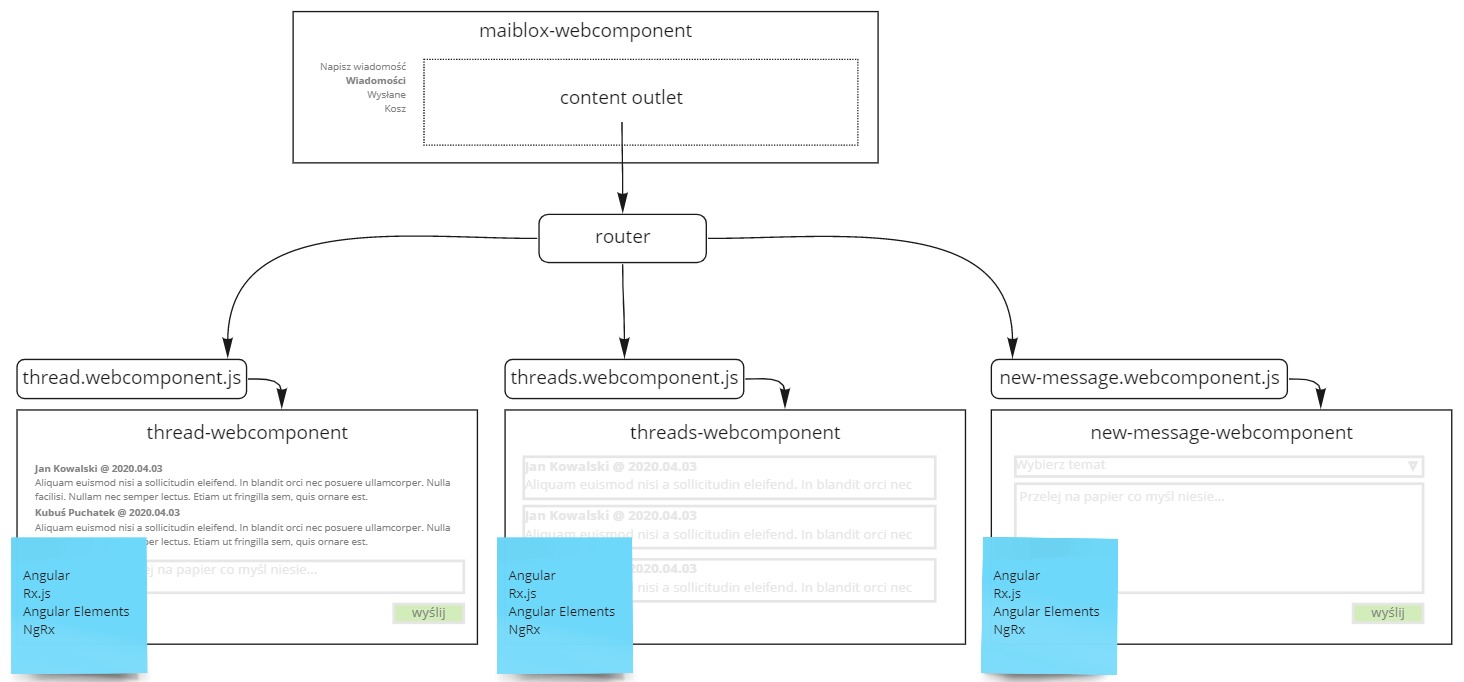 maiblox-webcomponent
Napisz wiadomość
Wiadomości
Wysłane
Kosz
content outlet
router
thread.webcomponent.js
threads.webcomponent.js
new-message.webcomponent.js
thread-webcomponent
Jan Kowalski @ 2020.04.03
Aliquam euismod nisi a sollicitudin eleifend. In blandit orci nec posuere ullamcorper. Nulla
facilisi. Nullam nec semper lectus. Etiam ut fringilla sem, quis ornare est.
Kubuś Puchatek @ 2020.04.03
Aliquam euismod nisi a sollicitudin eleifend. In blandit orci nec posuere ullamcorper. Nulla
lectus. Etiam ut fringilla sem, quis ornare est.
na papier co myśl niesie...
wyślij
Angular
Rx.js
Angular Elements
NgRx
threads-webcomponent
Jan Kowalski @ 2020.04.03
Aliquam euismod nisi a sollicitudin eleifend. In blandit orci nec
Jan Kowalski @ 2020.04.03
Aliquam euismod nisi a sollicitudin eleifend. In blandit orci nec
2020.04.03
nisi a sollicitudin eleifend. In blandit orci nec
Angular
Rx.js
Angular Elements
NgRx
new-message-webcomponent
Wybierz temat
Przelej na papier co myśl niesie...
wyślij
Angular
Rx.js
Angular Elements
NgRx